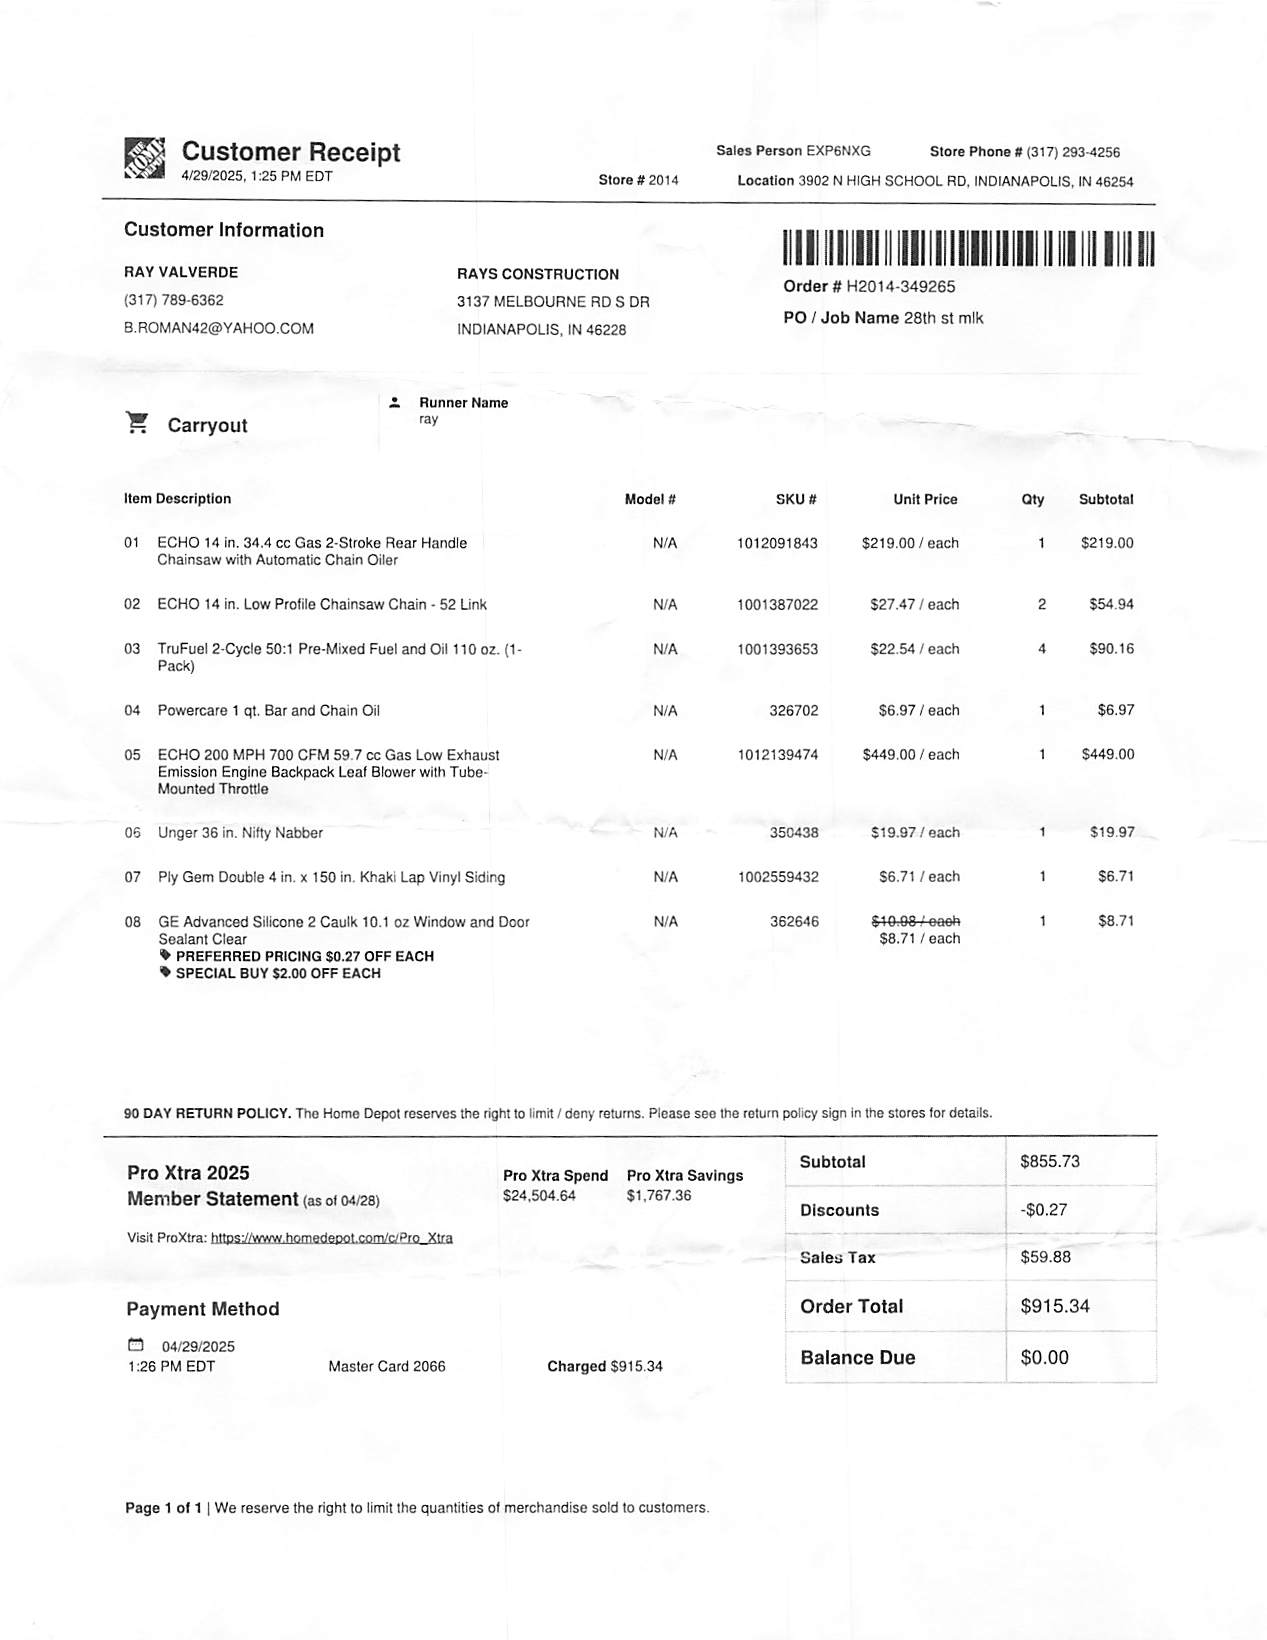 THE HOME DEPOT
Customer Receipt
4/29/2025, 1:25 PM EDT
Sales Person EXP6NXG Store Phone # (317) 293-4256
Store # 2014 Location 3902 N HIGH SCHOOL RD, INDIANAPOLIS, IN 46254
Customer Information
RAY VALVERDE
(317) 789-6362
B.ROMAN42@YAHOO.COM
RAYS CONSTRUCTION
3137 MELBOURNE RD S DR
INDIANAPOLIS, IN 46228
Order # H2014-349265
PO / Job Name 28th st mlk
Carryout
Runner Name
ray
Item Description Model # SKU # Unit Price Qty Subtotal
01 ECHO 14 in. 34.4 cc Gas 2-Stroke Rear Handle N/A 1012091843 $219.00 / each 1 $219.00
Chainsaw with Automatic Chain Oiler
02 ECHO 14 in. Low Profile Chainsaw Chain - 52 Link N/A 1001387022 $27.47 / each 2 $54.94
03 TruFuel 2-Cycle 50:1 Pre-Mixed Fuel and Oil 110 oz. (1- N/A 1001393653 $22.54 / each 4 $90.16
Pack)
04 Powercare 1 qt. Bar and Chain Oil N/A 326702 $6.97 / each 1 $6.97
05 ECHO 200 MPH 700 CFM 59.7 cc Gas Low Exhaust N/A 1012139474 $449.00 / each 1 $449.00
Emission Engine Backpack Leaf Blower with Tube-
Mounted Throttle
06 Unger 36 in. Nifty Nabber N/A 350438 $19.97 / each 1 $19.97
07 Ply Gem Double 4 in. x 150 in. Khaki Lap Vinyl Siding N/A 1002559432 $6.71 / each 1 $6.71
08 GE Advanced Silicone 2 Caulk 10.1 oz Window and Door N/A 362646 $10.98 / each 1 $8.71
Sealant Clear $8.71 / each
PREFERRED PRICING $0.27 OFF EACH
SPECIAL BUY $2.00 OFF EACH
90 DAY RETURN POLICY. The Home Depot reserves the right to limit / deny returns. Please see the return policy sign in the stores for details.
Pro Xtra 2025
Member Statement (as of 04/28)
Visit ProXtra: https://www.homedepot.com/c/Pro_Xtra
Pro Xtra Spend Pro Xtra Savings
$24,504.64 $1,767.36
Subtotal $855.73
Discounts -$0.27
Sales Tax $59.88
Order Total $915.34
Balance Due $0.00
Payment Method
04/29/2025
1:26 PM EDT Master Card 2066 Charged $915.34
Page 1 of 1 | We reserve the right to limit the quantities of merchandise sold to customers.